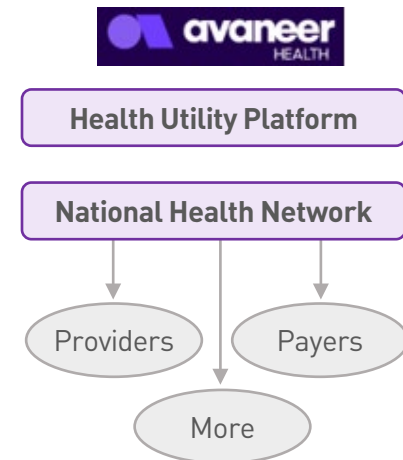 avaneer
HEALTH
Health Utility Platform
National Health Network
Providers
Payers
More